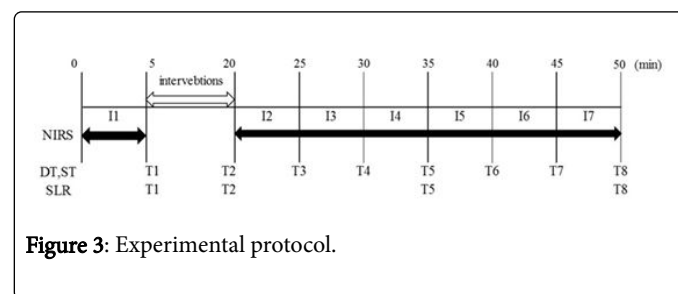 0 5 20 25 30 35 40 45 50 (min)
intervebtions
I1 I2 I3 I4 I5 I6 I7
NIRS
DT,ST T1 T2 T3 T4 T5 T6 T7 T8
SLR T1 T2 T5 T8
Figure 3: Experimental protocol.